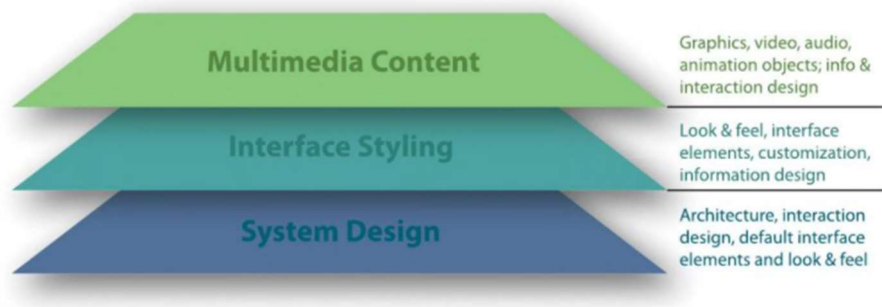 Multimedia Content
Graphics, video, audio,
animation objects; info &
interaction design
Interface Styling
Look & feel, interface
elements, customization,
information design
System Design
Architecture, interaction
design, default interface
elements and look & feel